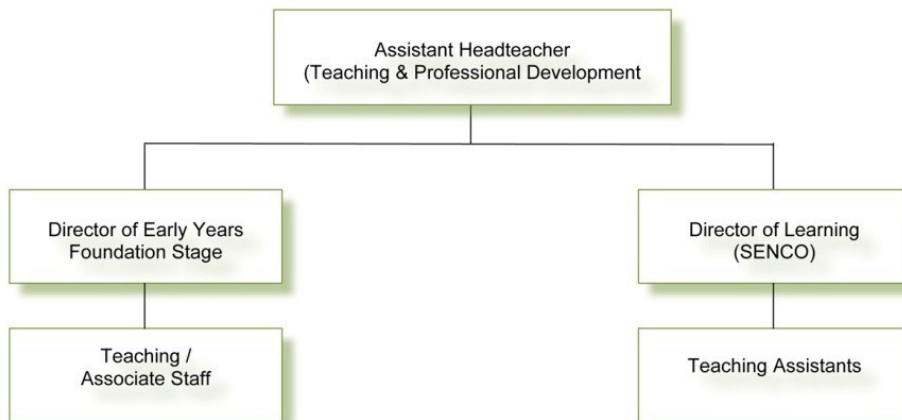 Assistant Headteacher
(Teaching & Professional Development
Director of Early Years
Foundation Stage
Director of Learning
(SENCO)
Teaching /
Associate Staff
Teaching Assistants